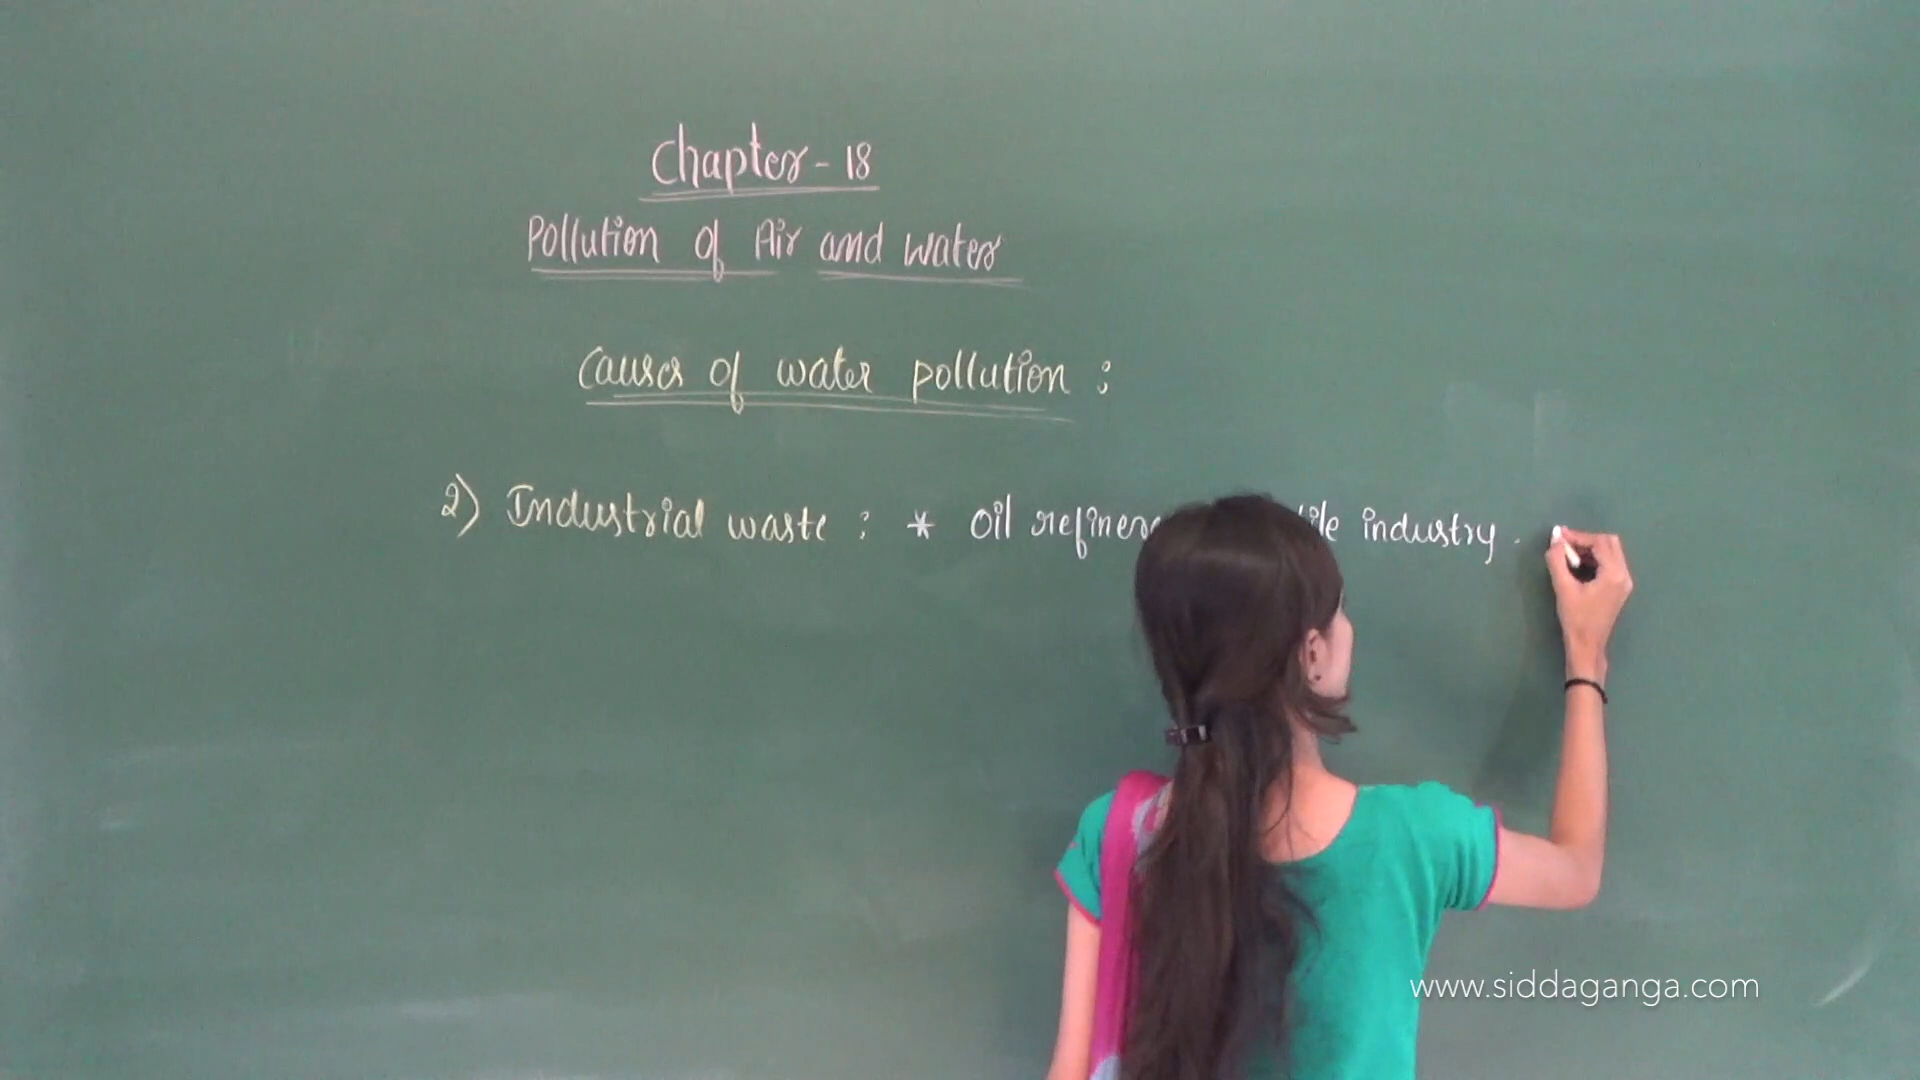 Chapter - 18
Pollution of Air and Water
Causes of water pollution :
2) Industrial waste : * Oil industry .
www.siddaganga.com